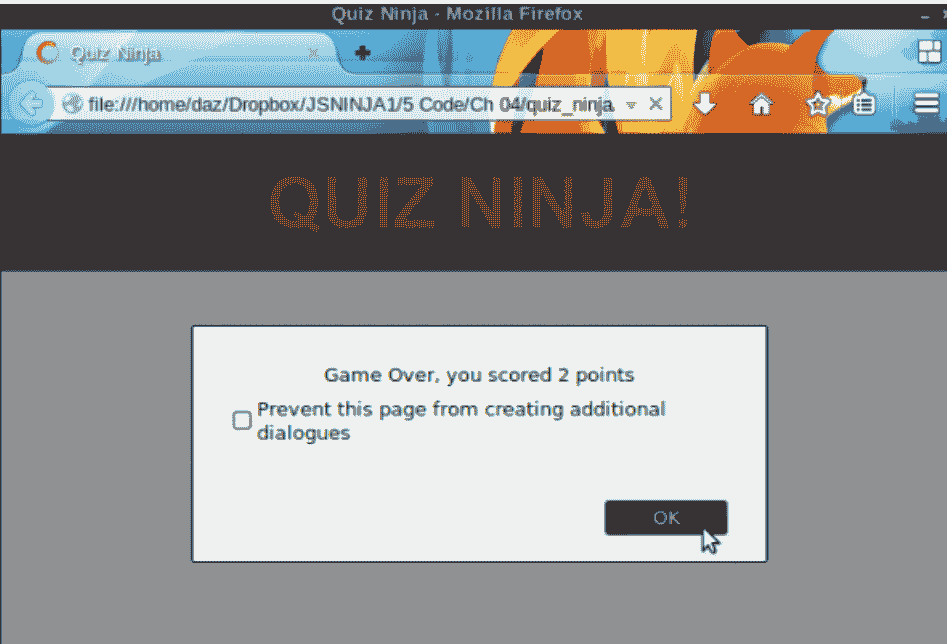 Quiz Ninja - Mozilla Firefox
Quiz Ninja
file:///home/daz/Dropbox/JSNINJA1/5 Code/Ch 04/quiz_ninja.
QUIZ NINJA!
Game Over, you scored 2 points
Prevent this page from creating additional
dialogues
OK